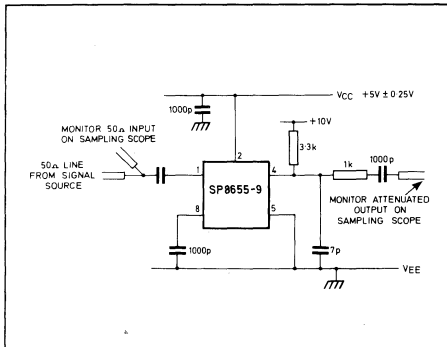 VCC +5V ± 0·25V
1000p
+10V
MONITOR 50Ω INPUT
ON SAMPLING SCOPE
3·3k
2
1k
1000p
50Ω LINE
FROM SIGNAL
SOURCE
1
4
SP8655-9
8
5
MONITOR ATTENUATED
OUTPUT ON
SAMPLING SCOPE
1000p
7p
VEE